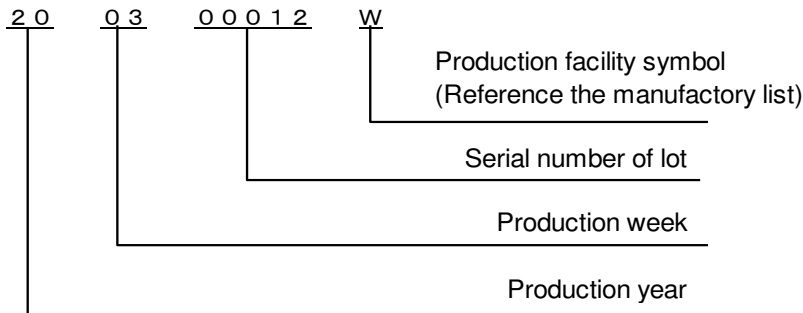 ２０ ０３ ０００１２ W
Production facility symbol
(Reference the manufactory list)
Serial number of lot
Production week
Production year